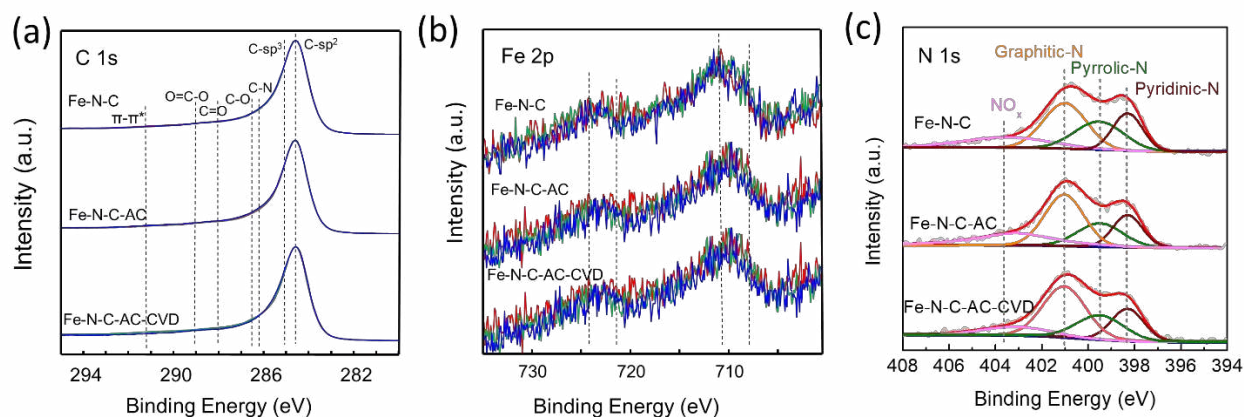 (a)
C 1s
C-sp³
C-sp²
C-N
C-O
O=C-O
C=O
Fe-N-C
π-π*
Fe-N-C-AC
Fe-N-C-AC-CVD
Intensity (a.u.)
294 290 284 280
Binding Energy (eV)
(b)
Fe 2p
Fe-N-C
Fe-N-C-AC
Fe-N-C-AC-CVD
Intensity (a.u.)
730 720 710
Binding Energy (eV)
(c)
N 1s
Graphitic-N
Pyrrolic-N
Pyridinic-N
NOx
Fe-N-C
Fe-N-C-AC
Fe-N-C-AC-CVD
Intensity (a.u.)
408 406 404 402 400 398 396 394
Binding Energy (eV)